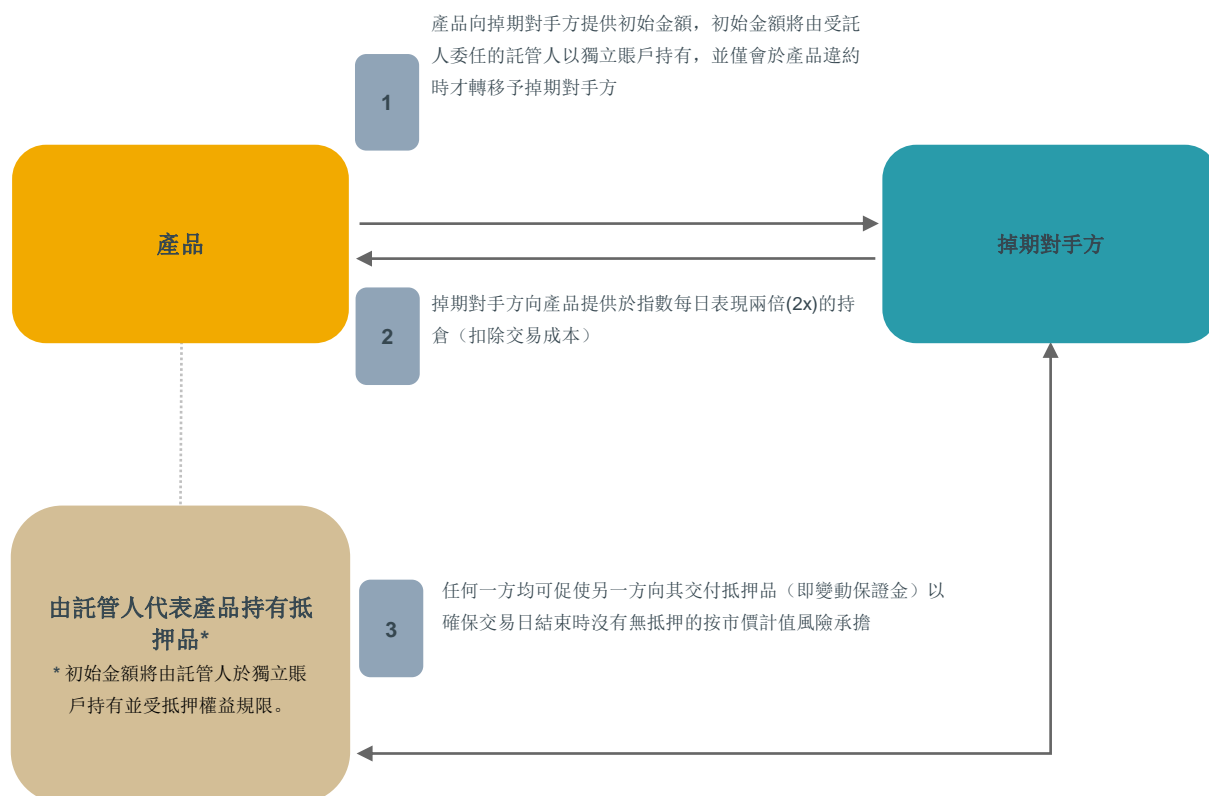 產品向掉期對手方提供初始金額，初始金額將由受託
人委任的託管人以獨立賬戶持有，並僅會於產品違約
時才轉移予掉期對手方
1
產品
掉期對手方
掉期對手方向產品提供於指數每日表現兩倍(2x)的持
倉（扣除交易成本）
2
任何一方均可促使另一方向其交付抵押品（即變動保證金）以
確保交易日結束時沒有無抵押的按市價計值風險承擔
3
由託管人代表產品持有抵
押品*
* 初始金額將由託管人於獨立賬
戶持有並受抵押權益規限。